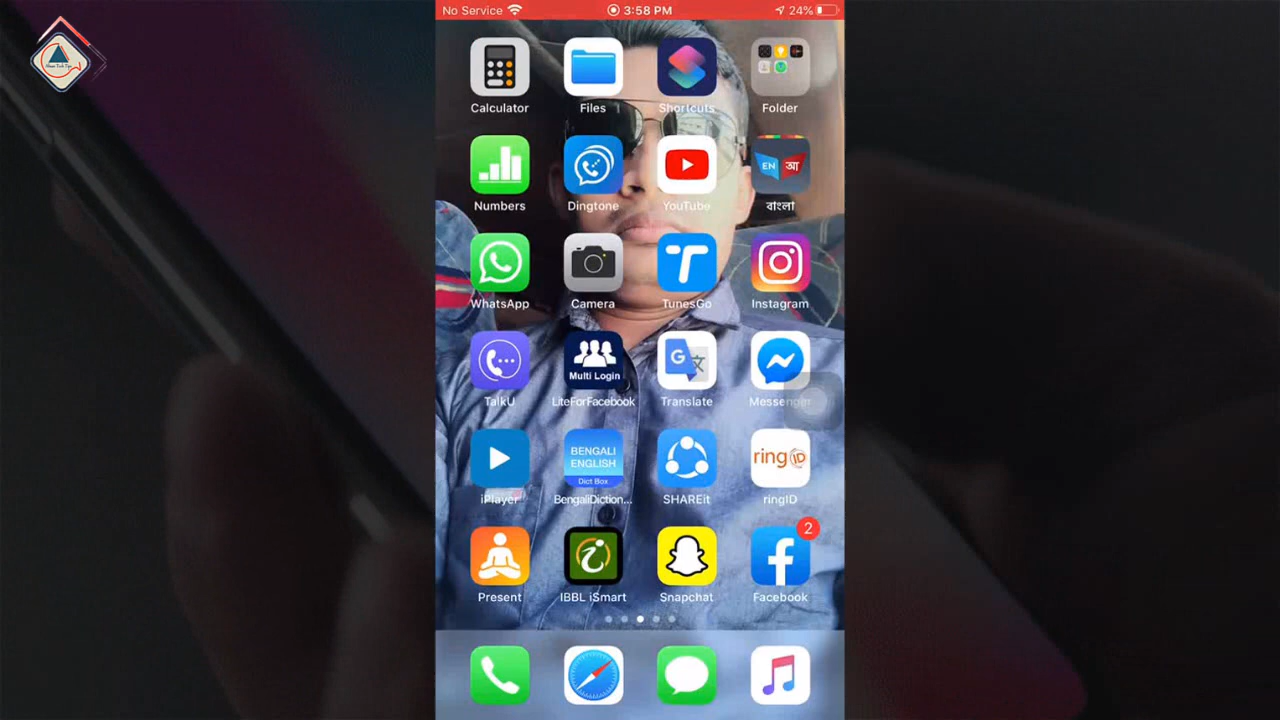 No Service 3:58 PM 24%
Calculator Files Shortcuts Folder
EN আ
Numbers Dingtone YouTube বাংলা
WhatsApp Camera TunesGo Instagram
Multi Login
TalkU LiteForFacebook Translate Messenger
BENGALI
ENGLISH
Dict Box
ring iD
iPlayer BengaliDiction... SHAREit ringID
2
Present IBBL iSmart Snapchat Facebook